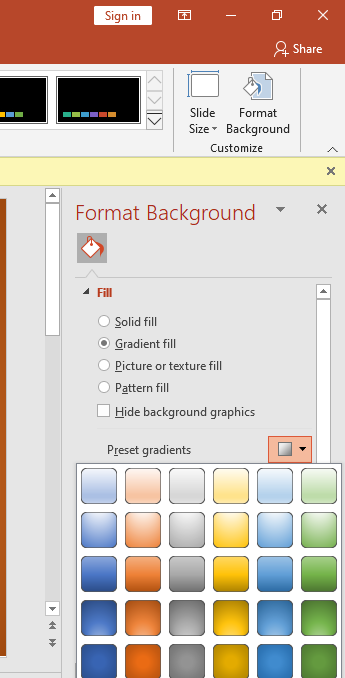 Sign in
Share
Slide Size
Format Background
Customize
Format Background
Fill
Solid fill
Gradient fill
Picture or texture fill
Pattern fill
Hide background graphics
Preset gradients